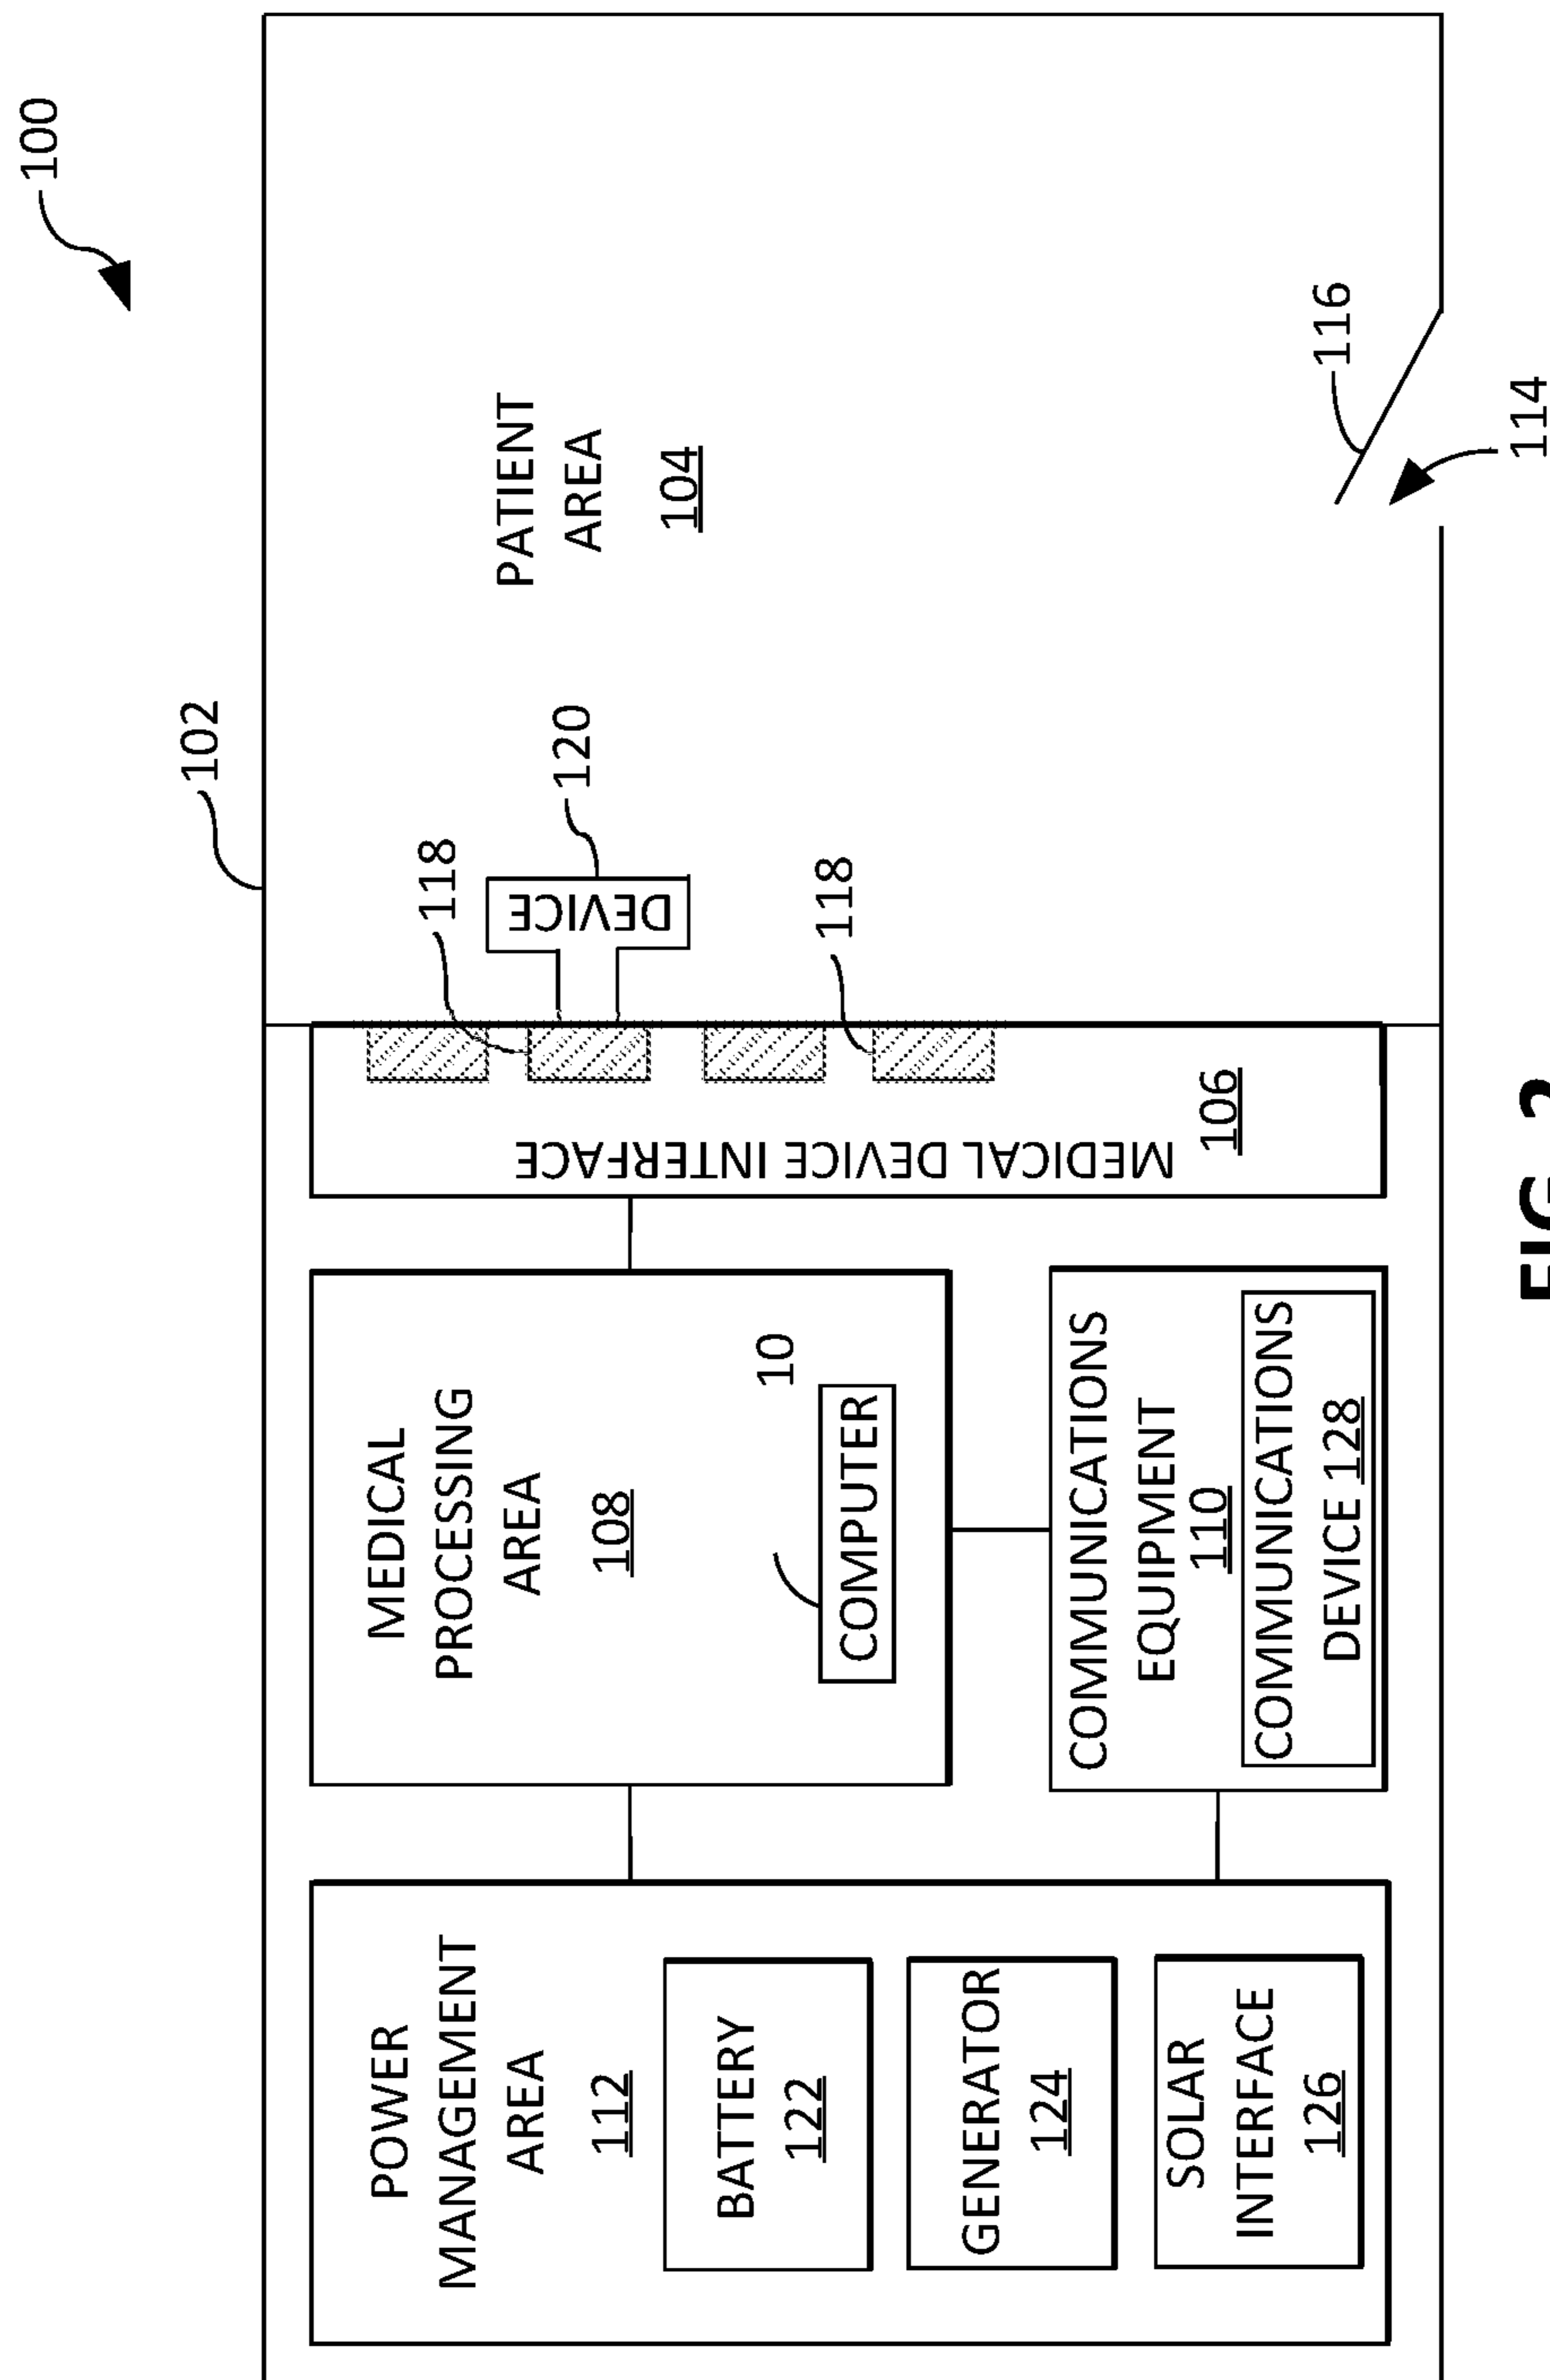 100
102
POWER
MANAGEMENT
AREA
112
BATTERY
122
GENERATOR
124
SOLAR
INTERFACE
126
MEDICAL
PROCESSING
AREA
108
10
COMPUTER
COMMUNICATIONS
EQUIPMENT
110
COMMUNICATIONS
DEVICE 128
MEDICAL DEVICE INTERFACE
106
118
118
DEVICE
120
PATIENT
AREA
104
116
114
FIG. 2